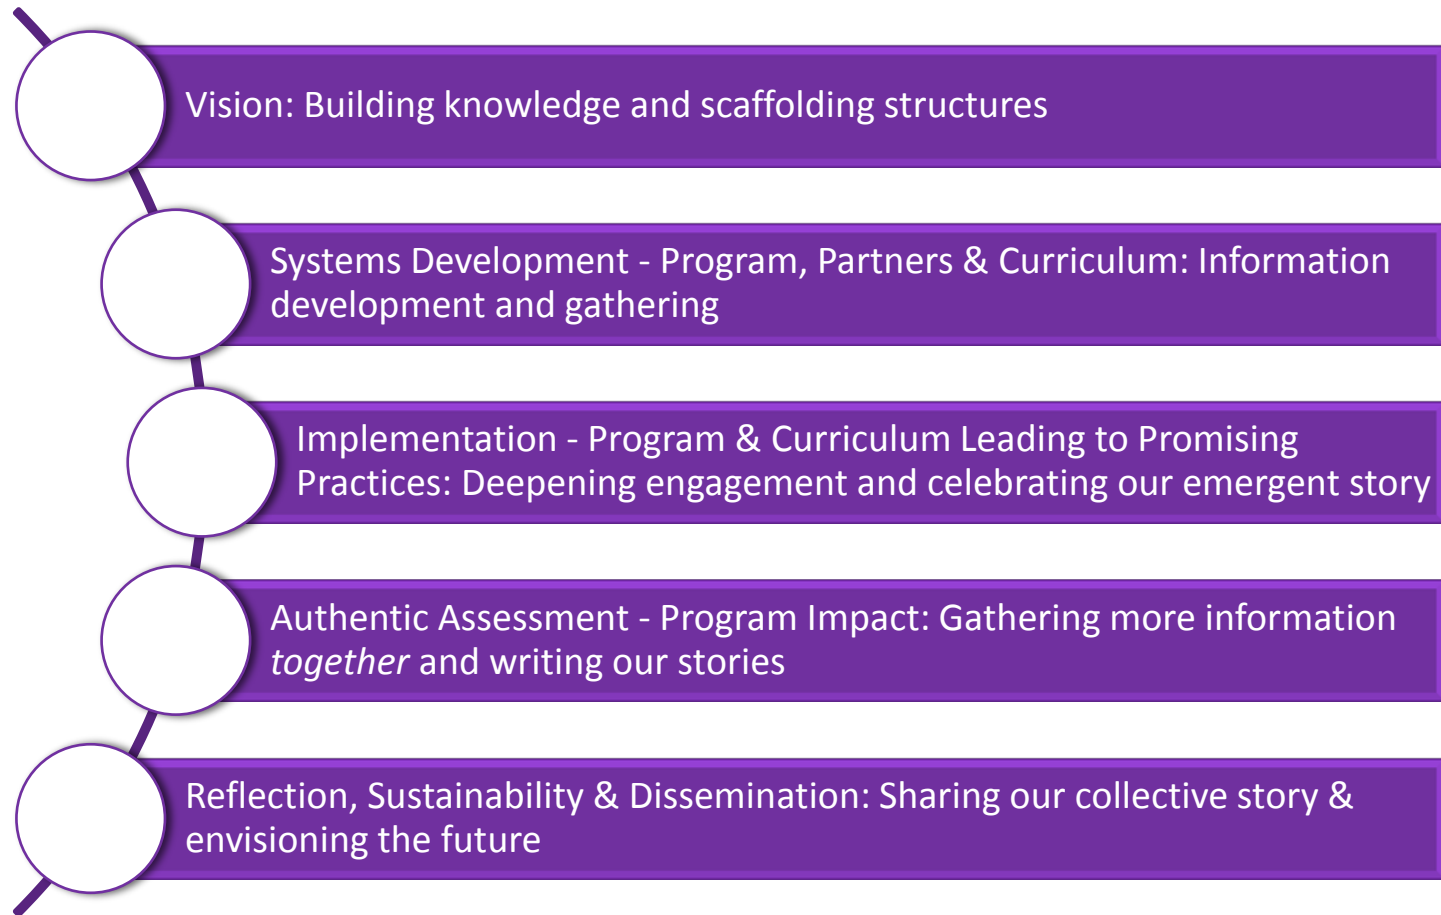 Vision: Building knowledge and scaffolding structures
Systems Development - Program, Partners & Curriculum: Information
development and gathering
Implementation - Program & Curriculum Leading to Promising
Practices: Deepening engagement and celebrating our emergent story
Authentic Assessment - Program Impact: Gathering more information
together and writing our stories
Reflection, Sustainability & Dissemination: Sharing our collective story &
envisioning the future